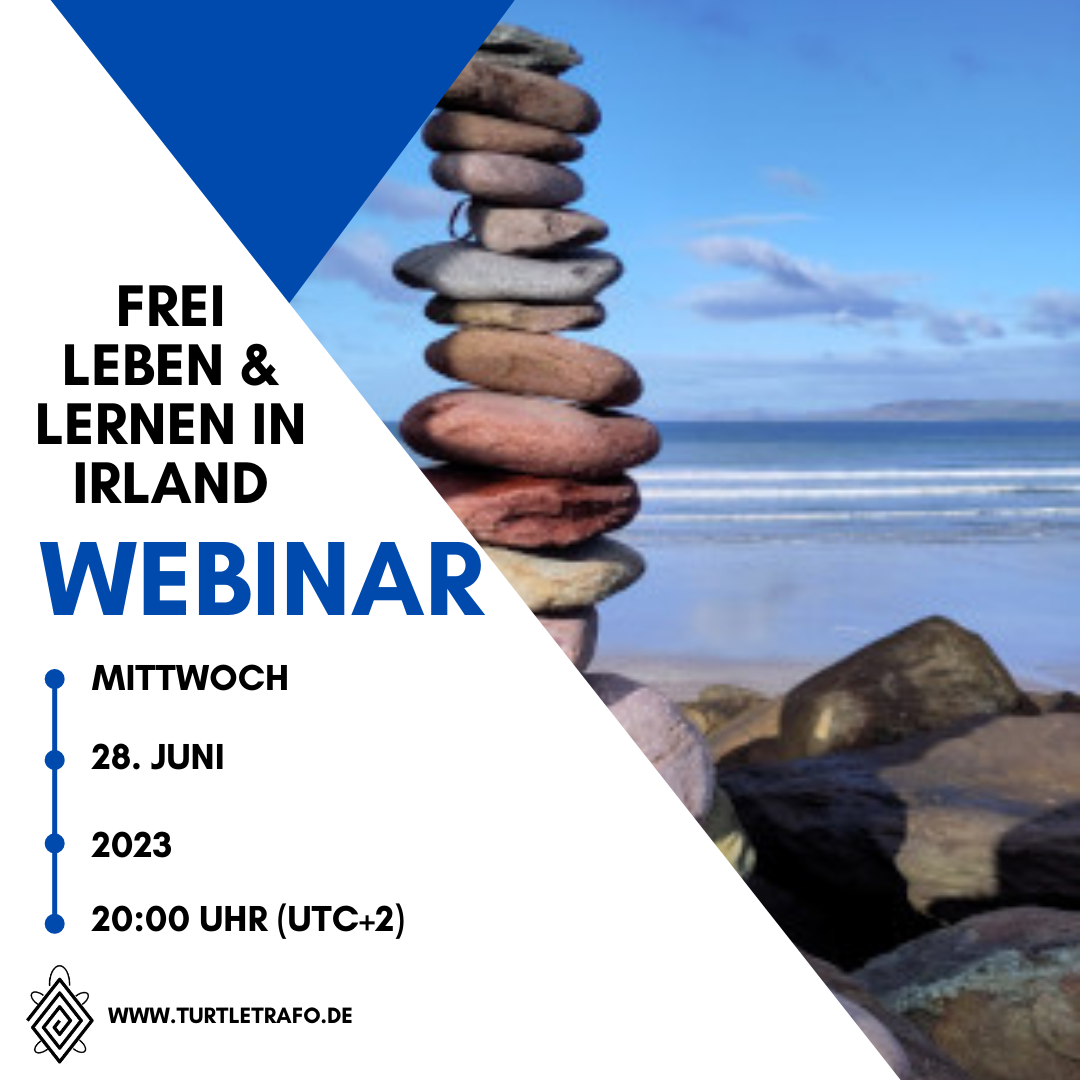 FREI
LEBEN &
LERNEN IN
IRLAND
WEBINAR
MITTWOCH
28. JUNI
2023
20:00 UHR (UTC+2)
WWW.TURTLETRAFO.DE